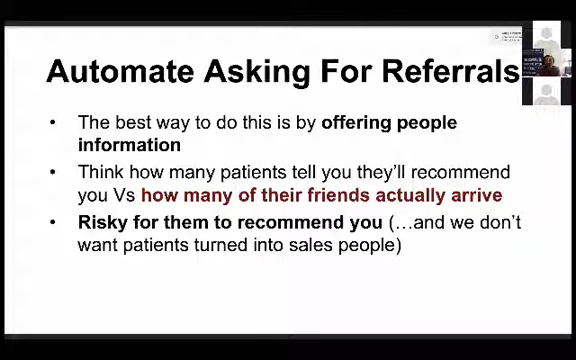 Automate Asking For Referrals
• The best way to do this is by offering people
information
• Think how many patients tell you they'll recommend
you Vs how many of their friends actually arrive
• Risky for them to recommend you (…and we don't
want patients turned into sales people)